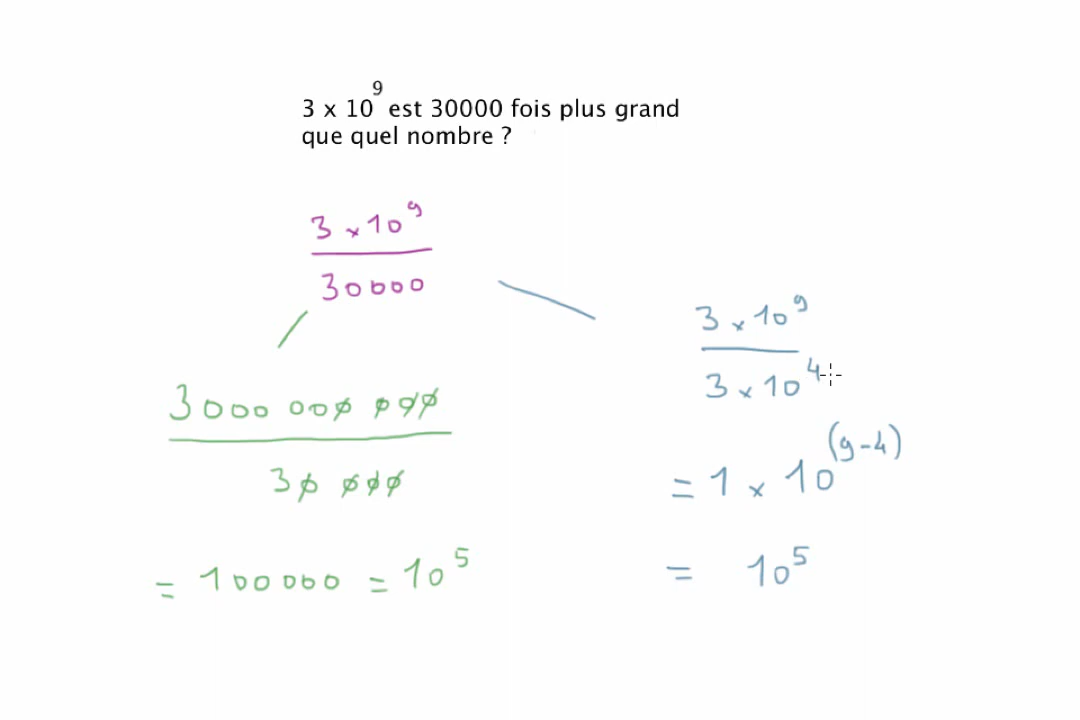 3 x 10⁹ est 30000 fois plus grand
que quel nombre ?
3 × 10⁹
30000
3000 000 000
30 000
= 100000 = 10⁵
3 × 10⁹
3 × 10⁴
= 1 × 10⁽⁹⁻⁴⁾
= 10⁵